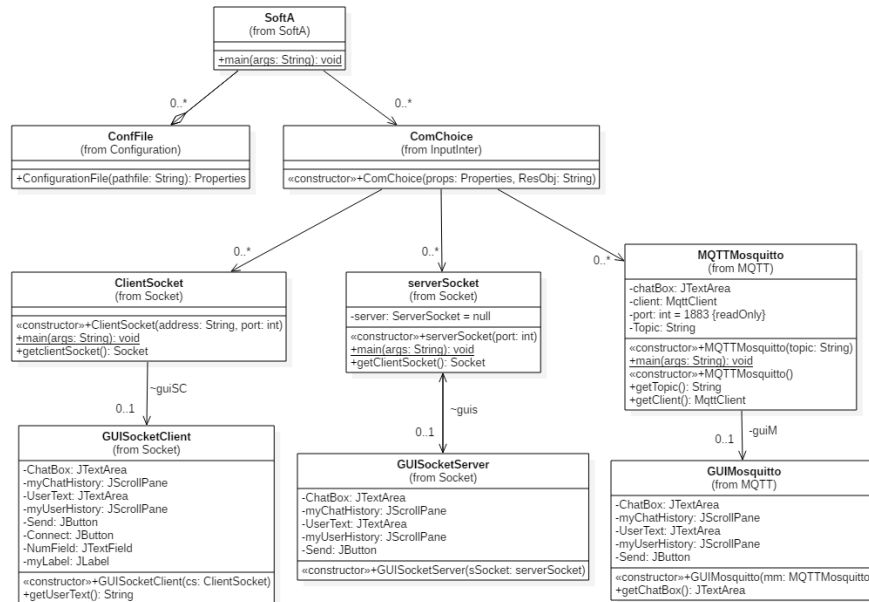 SoftA
(from SoftA)
+main(args: String): void
0..*
0..*
ConfFile
(from Configuration)
+ConfigurationFile(pathfile: String): Properties
ComChoice
(from InputInter)
«constructor»+ComChoice(props: Properties, ResObj: String)
0..*
0..*
0..*
ClientSocket
(from Socket)
«constructor»+ClientSocket(address: String, port: int)
+main(args: String): void
+getclientSocket(): Socket
serverSocket
(from Socket)
-server: ServerSocket = null
«constructor»+serverSocket(port: int)
+main(args: String): void
+getClientSocket(): Socket
MQTTMosquitto
(from MQTT)
-chatBox: JTextArea
-client: MqttClient
-port: int = 1883 {readOnly}
-Topic: String
«constructor»+MQTTMosquitto(topic: String)
+main(args: String): void
«constructor»+MQTTMosquitto()
+getTopic(): String
+getClient(): MqttClient
~guiSC
0..1
~guis
0..1
-guiM
0..1
GUISocketClient
(from Socket)
-ChatBox: JTextArea
-myChatHistory: JScrollPane
-UserText: JTextArea
-myUserHistory: JScrollPane
-Send: JButton
-Connect: JButton
-NumField: JTextField
-myLabel: JLabel
«constructor»+GUISocketClient(cs: ClientSocket)
+getUserText(): String
GUISocketServer
(from Socket)
-ChatBox: JTextArea
-myChatHistory: JScrollPane
-UserText: JTextArea
-myUserHistory: JScrollPane
-Send: JButton
«constructor»+GUISocketServer(sSocket: serverSocket)
GUIMosquitto
(from MQTT)
-ChatBox: JTextArea
-myChatHistory: JScrollPane
-UserText: JTextArea
-myUserHistory: JScrollPane
-Send: JButton
«constructor»+GUIMosquitto(mm: MQTTMosquitto
+getChatBox(): JTextArea